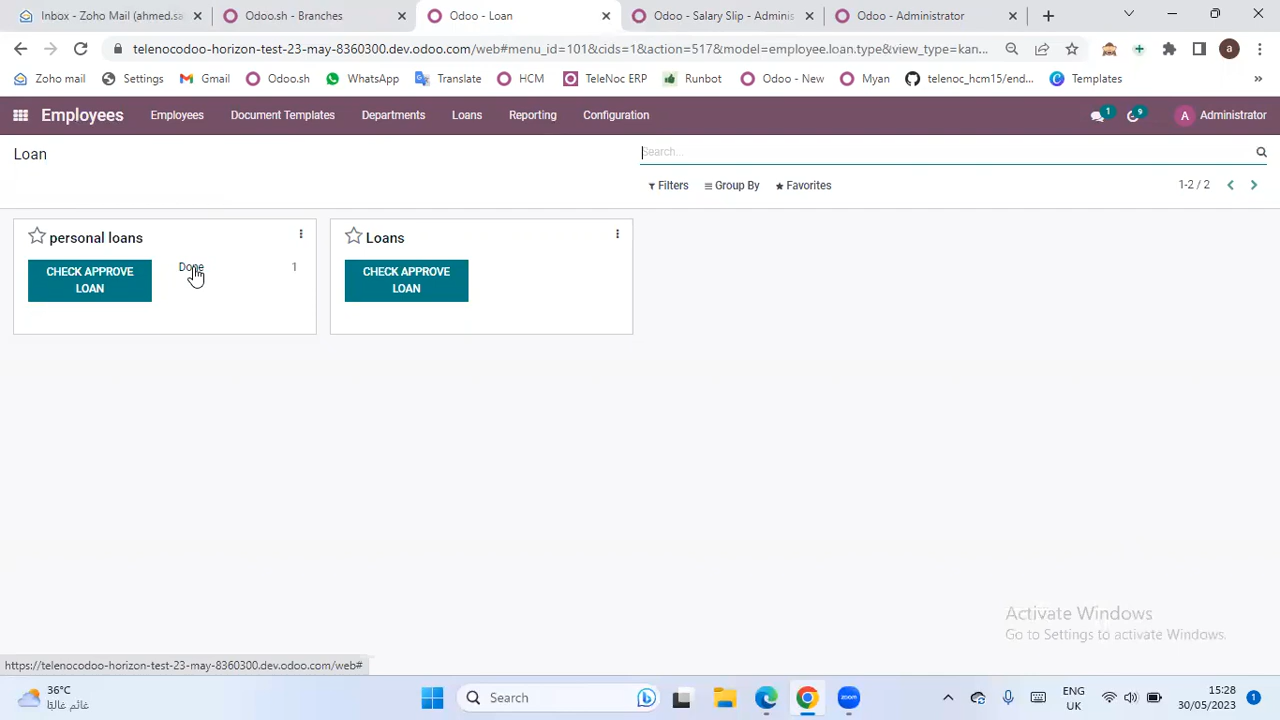 Inbox - Zoho Mail (ahmed.sa
Odoo.sh - Branches
Odoo - Loan
Odoo - Salary Slip - Adminis
Odoo - Administrator
telenocodoo-horizon-test-23-may-8360300.dev.odoo.com/web#menu_id=101&cids=1&action=517&model=employee.loan.type&view_type=kan...
a
Zoho mail
Settings
Gmail
Odoo.sh
WhatsApp
Translate
HCM
TeleNoc ERP
Runbot
Odoo - New
Myan
telenoc_hcm15/end...
Templates
»
Employees
Employees
Document Templates
Departments
Loans
Reporting
Configuration
1
9
A
Administrator
Loan
Search...
Filters
Group By
Favorites
1-2 / 2
personal loans
CHECK APPROVE
LOAN
Done
1
Loans
CHECK APPROVE
LOAN
Activate Windows
Go to Settings to activate Windows.
https://telenocodoo-horizon-test-23-may-8360300.dev.odoo.com/web#
36°C
غائم غالبًا
Search
zoom
ENG
UK
15:28
30/05/2023
1